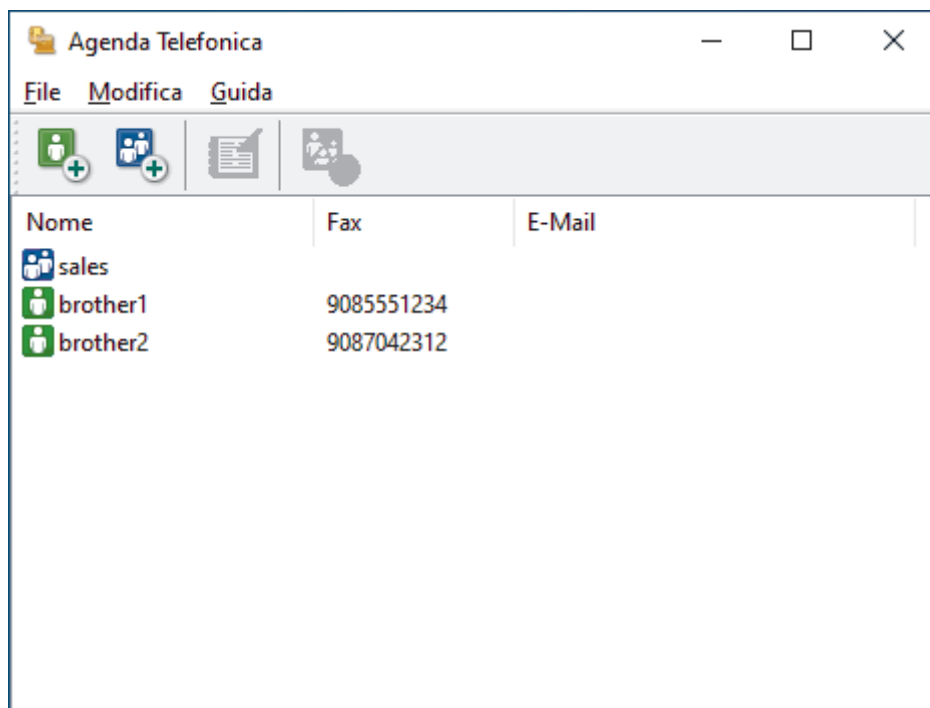 Agenda Telefonica
File Modifica Guida
Nome Fax E-Mail
sales
brother1 9085551234
brother2 9087042312